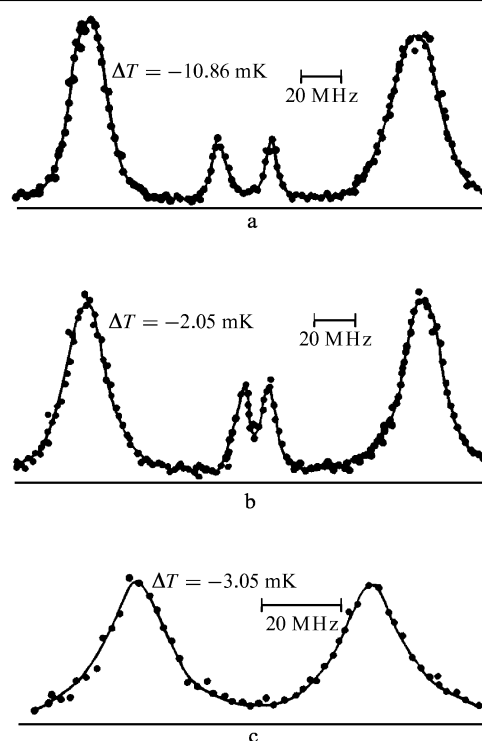 ΔT = −10.86 mK
20 MHz
a
ΔT = −2.05 mK
20 MHz
b
ΔT = −3.05 mK
20 MHz
c